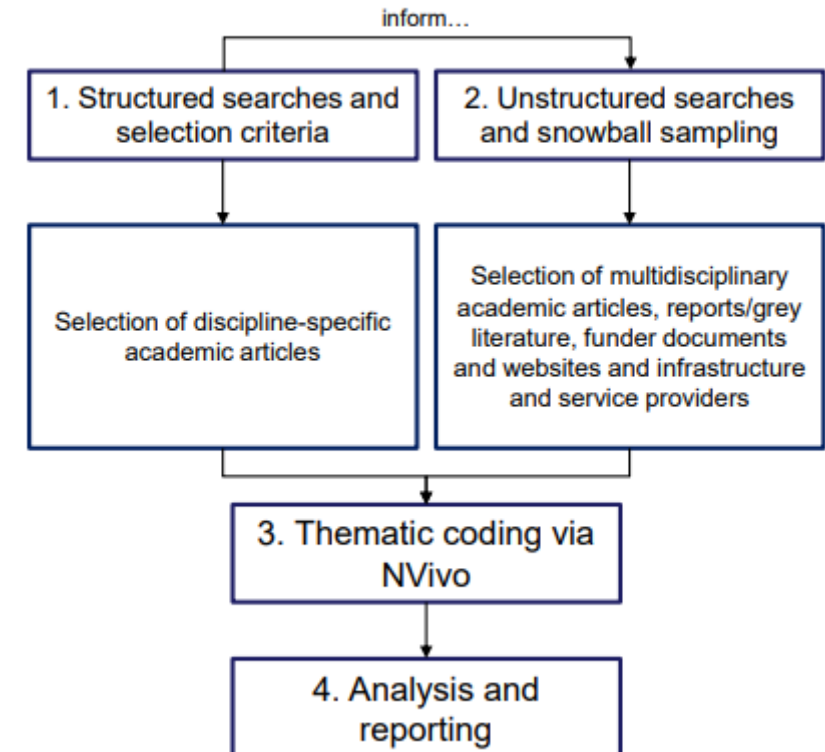 inform…
1. Structured searches and
selection criteria
2. Unstructured searches
and snowball sampling
Selection of discipline-specific
academic articles
Selection of multidisciplinary
academic articles, reports/grey
literature, funder documents
and websites and infrastructure
and service providers
3. Thematic coding via
NVivo
4. Analysis and
reporting